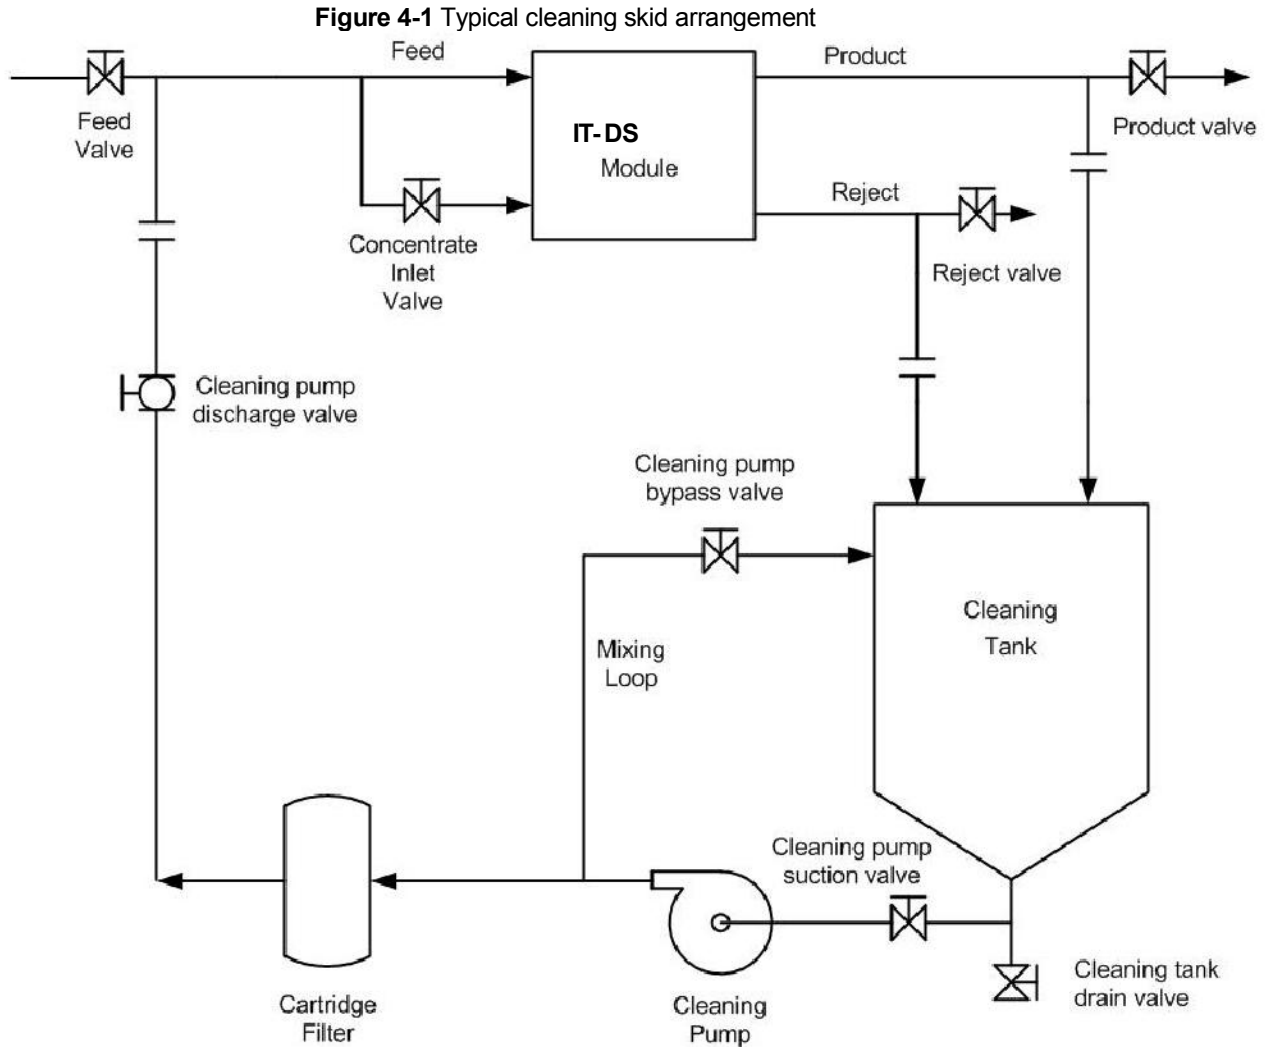 Figure 4-1 Typical cleaning skid arrangement
Feed
Product
Feed
Valve
IT-DS
Module
Product valve
Reject
Concentrate
Inlet
Valve
Reject valve
Cleaning pump
discharge valve
Cleaning pump
bypass valve
Cleaning
Tank
Mixing
Loop
Cleaning pump
suction valve
Cleaning tank
drain valve
Cartridge
Filter
Cleaning
Pump